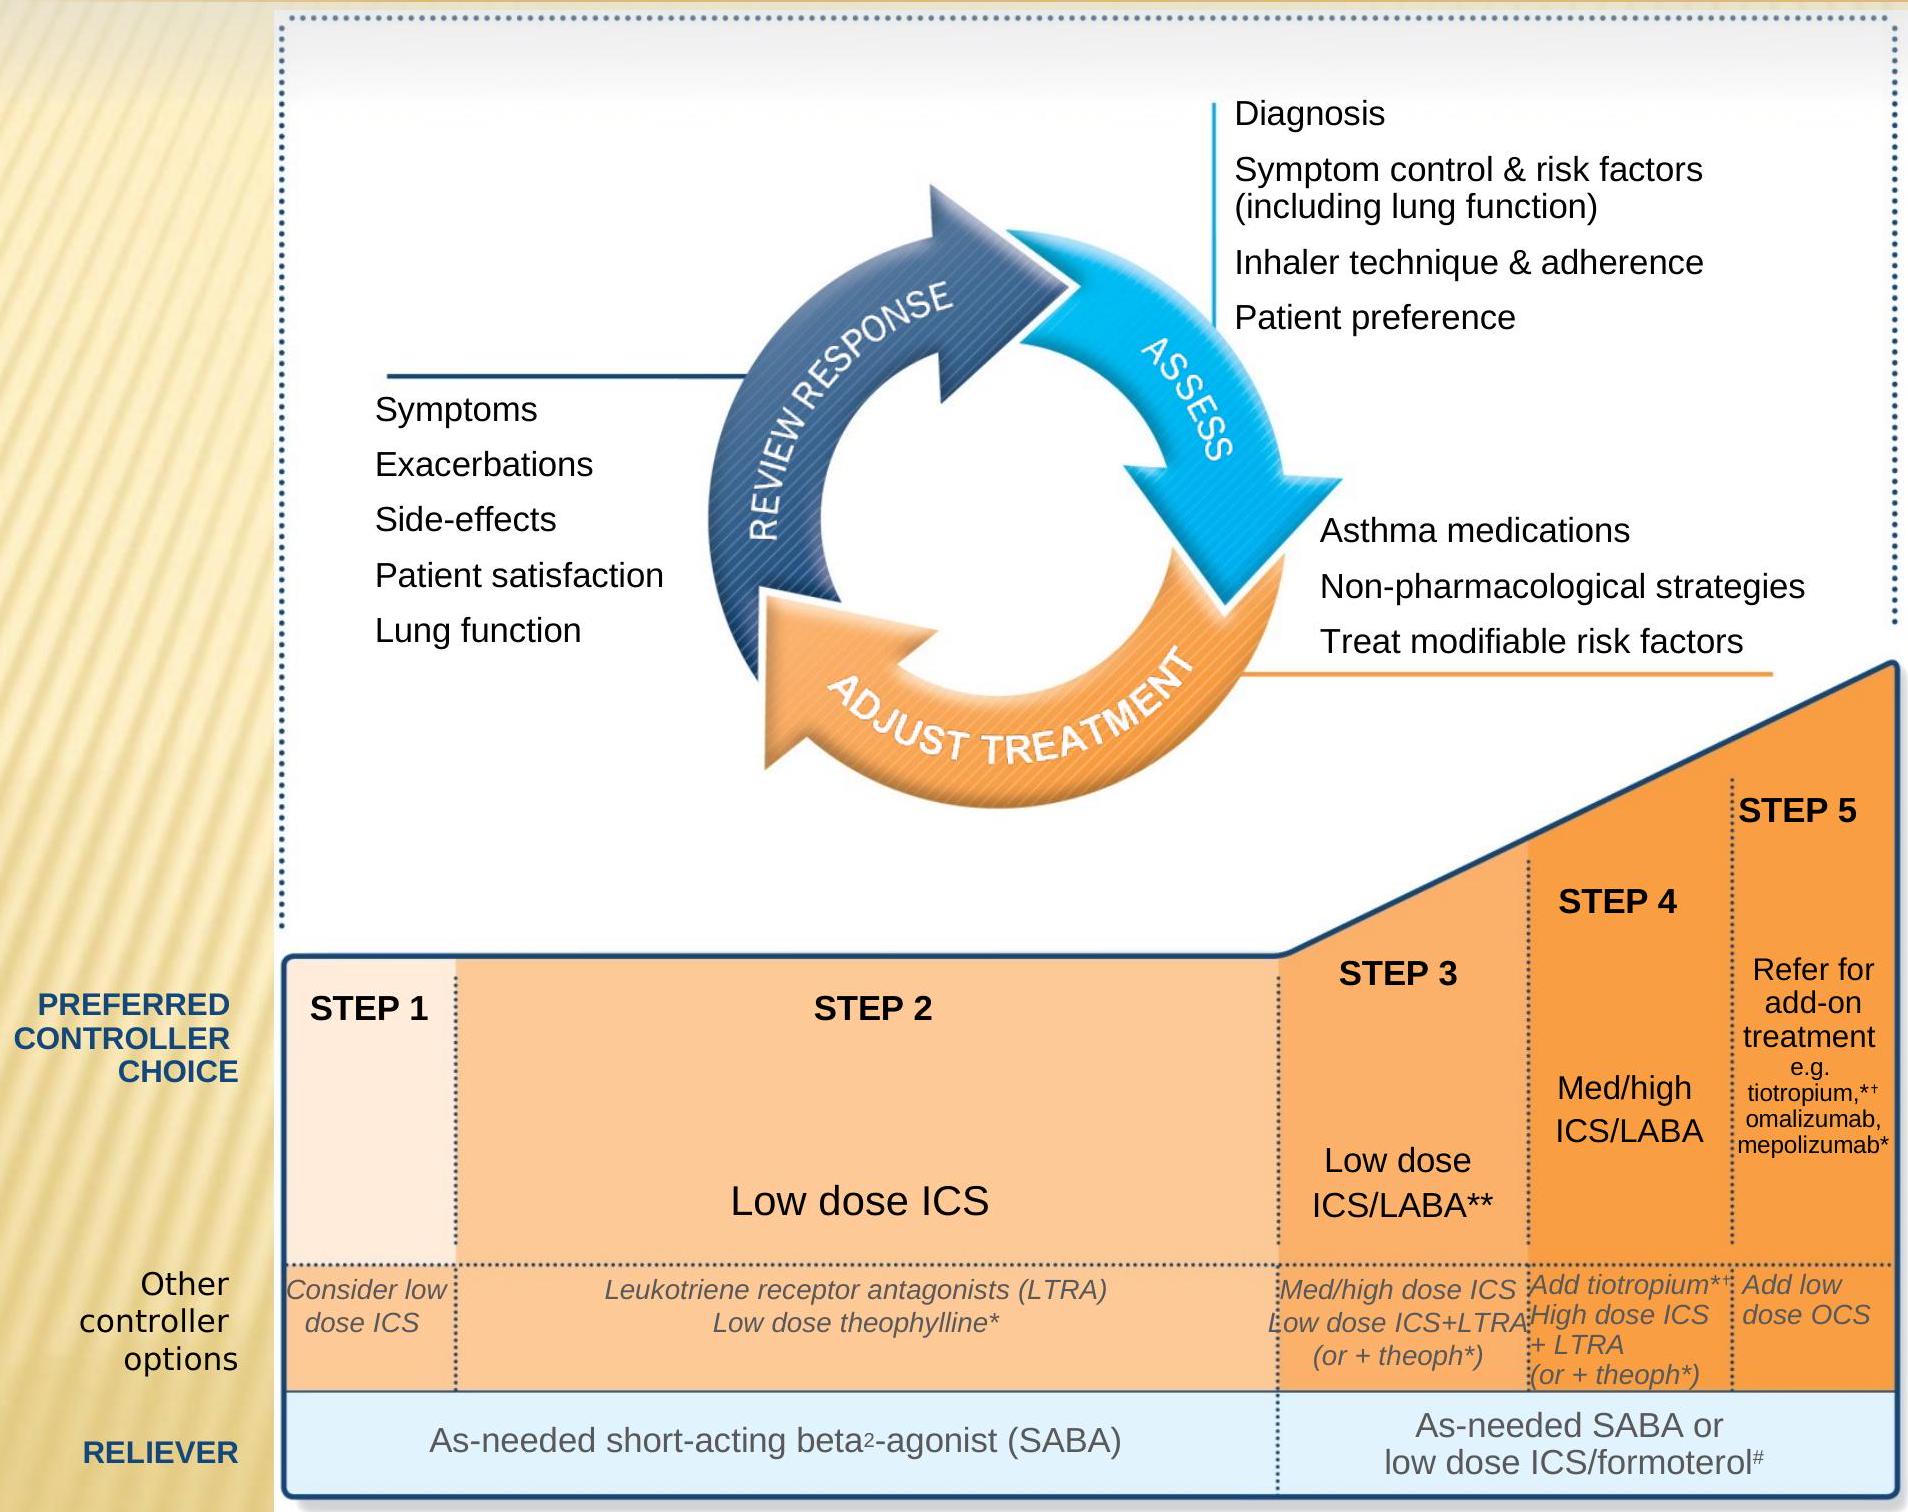 Diagnosis
Symptom control & risk factors
(including lung function)
Inhaler technique & adherence
Patient preference
REVIEW RESPONSE
ASSESS
ADJUST TREATMENT
Symptoms
Exacerbations
Side-effects
Patient satisfaction
Lung function
Asthma medications
Non-pharmacological strategies
Treat modifiable risk factors
PREFERRED
CONTROLLER
CHOICE
STEP 1
STEP 2
Low dose ICS
STEP 3
Low dose
ICS/LABA**
STEP 4
Med/high
ICS/LABA
STEP 5
Refer for
add-on
treatment
e.g.
tiotropium,*†
omalizumab,
mepolizumab*
Other
controller
options
Consider low
dose ICS
Leukotriene receptor antagonists (LTRA)
Low dose theophylline*
Med/high dose ICS
Low dose ICS+LTRA
(or + theoph*)
Add tiotropium*†
High dose ICS
+ LTRA
(or + theoph*)
Add low
dose OCS
RELIEVER
As-needed short-acting beta2-agonist (SABA)
As-needed SABA or
low dose ICS/formoterol#